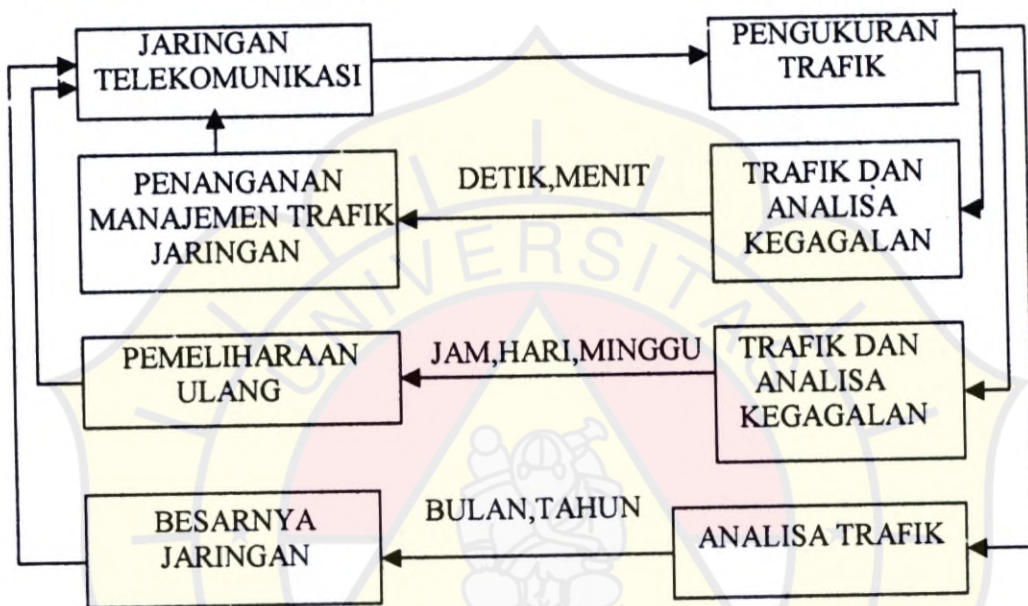 JARINGAN
TELEKOMUNIKASI
PENGUKURAN
TRAFIK
PENANGANAN
MANAJEMEN TRAFIK
JARINGAN
DETIK,MENIT
TRAFIK DAN
ANALISA
KEGAGALAN
PEMELIHARAAN
ULANG
JAM,HARI,MINGGU
TRAFIK DAN
ANALISA
KEGAGALAN
BESARNYA
JARINGAN
BULAN,TAHUN
ANALISA TRAFIK
UNIVERSITAS